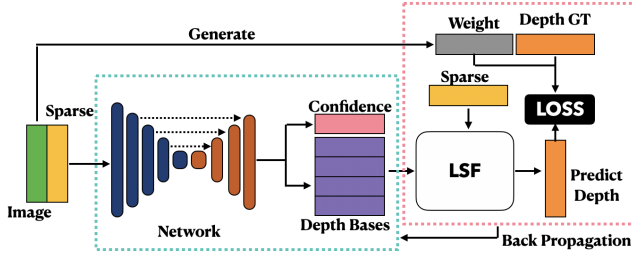 Weight
Depth GT
Generate
Sparse
Sparse
Confidence
LOSS
LSF
Predict
Depth
Image
Network
Depth Bases
Back Propagation